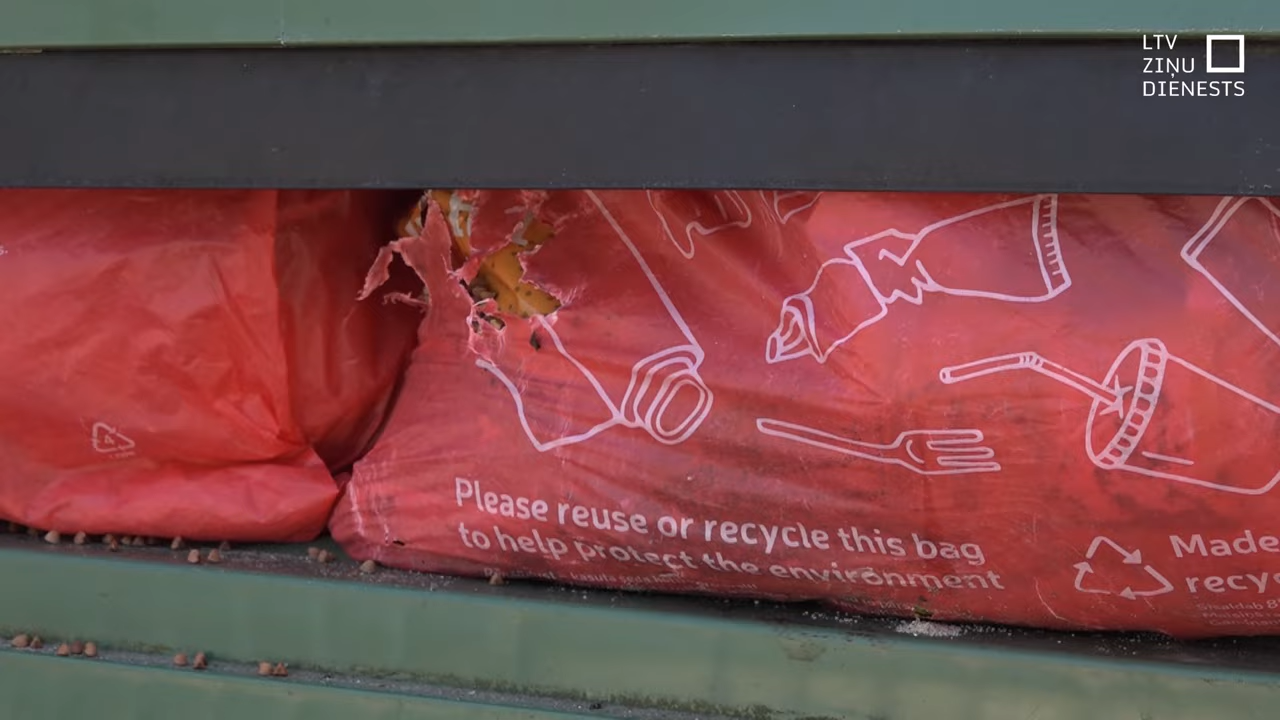 LTV
ZIŅU
DIENESTS
Please reuse or recycle this bag
to help protect the environment
Made
recyc